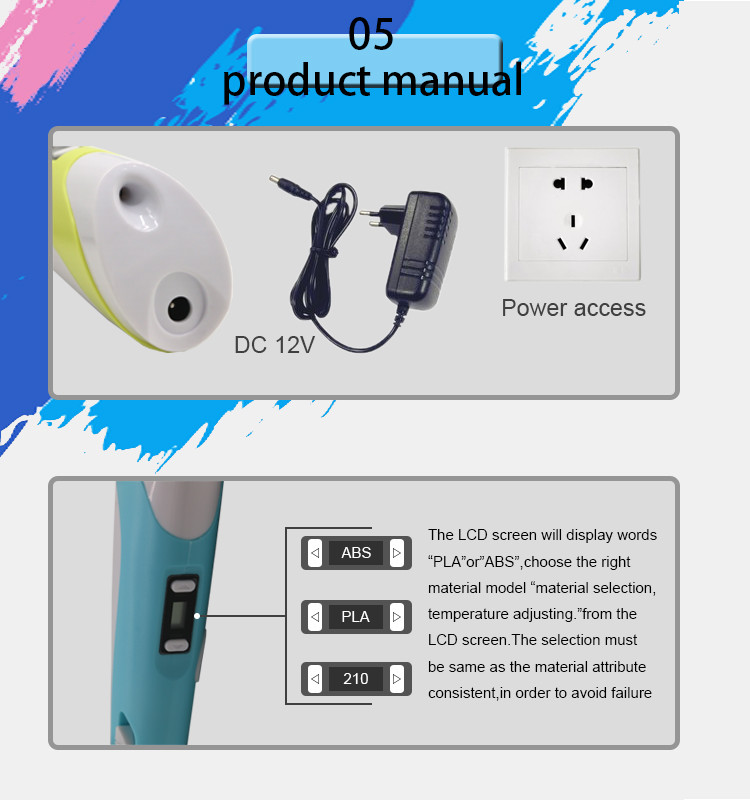 05
product manual
DC 12V
Power access
ABS
PLA
210
The LCD screen will display words
“PLA”or”ABS”,choose the right
material model “material selection,
temperature adjusting.”from the
LCD screen.The selection must
be same as the material attribute
consistent,in order to avoid failure